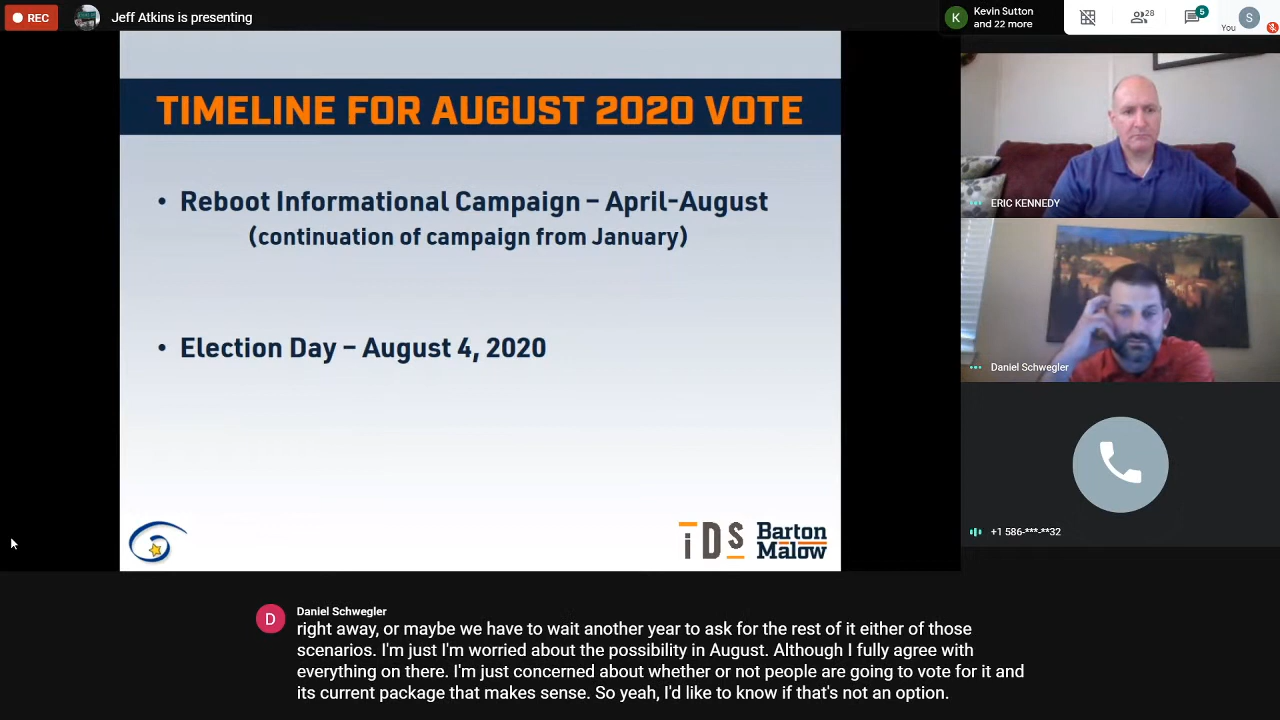 REC
Jeff Atkins is presenting
K
Kevin Sutton
and 22 more
28
5
You
S
TIMELINE FOR AUGUST 2020 VOTE
• Reboot Informational Campaign – April-August
(continuation of campaign from January)
• Election Day – August 4, 2020
iDS
Barton
Malow
ERIC KENNEDY
Daniel Schwegler
+1 586-***-**32
D
Daniel Schwegler
right away, or maybe we have to wait another year to ask for the rest of it either of those
scenarios. I'm just I'm worried about the possibility in August. Although I fully agree with
everything on there. I'm just concerned about whether or not people are going to vote for it and
its current package that makes sense. So yeah, I'd like to know if that's not an option.